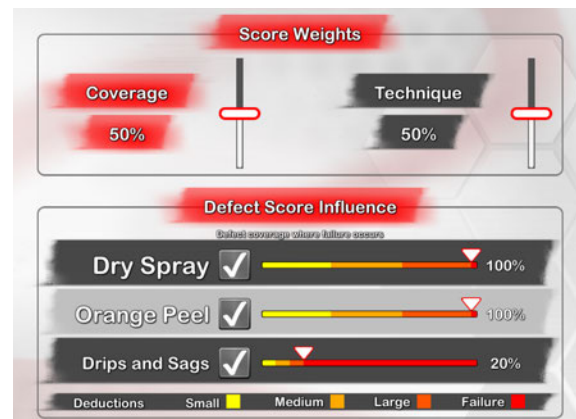 Score Weights
Coverage
Technique
50%
50%
Defect Score Influence
Defect coverage where failure occurs
Dry Spray 100%
Orange Peel 100%
Drips and Sags 20%
Deductions Small Medium Large Failure